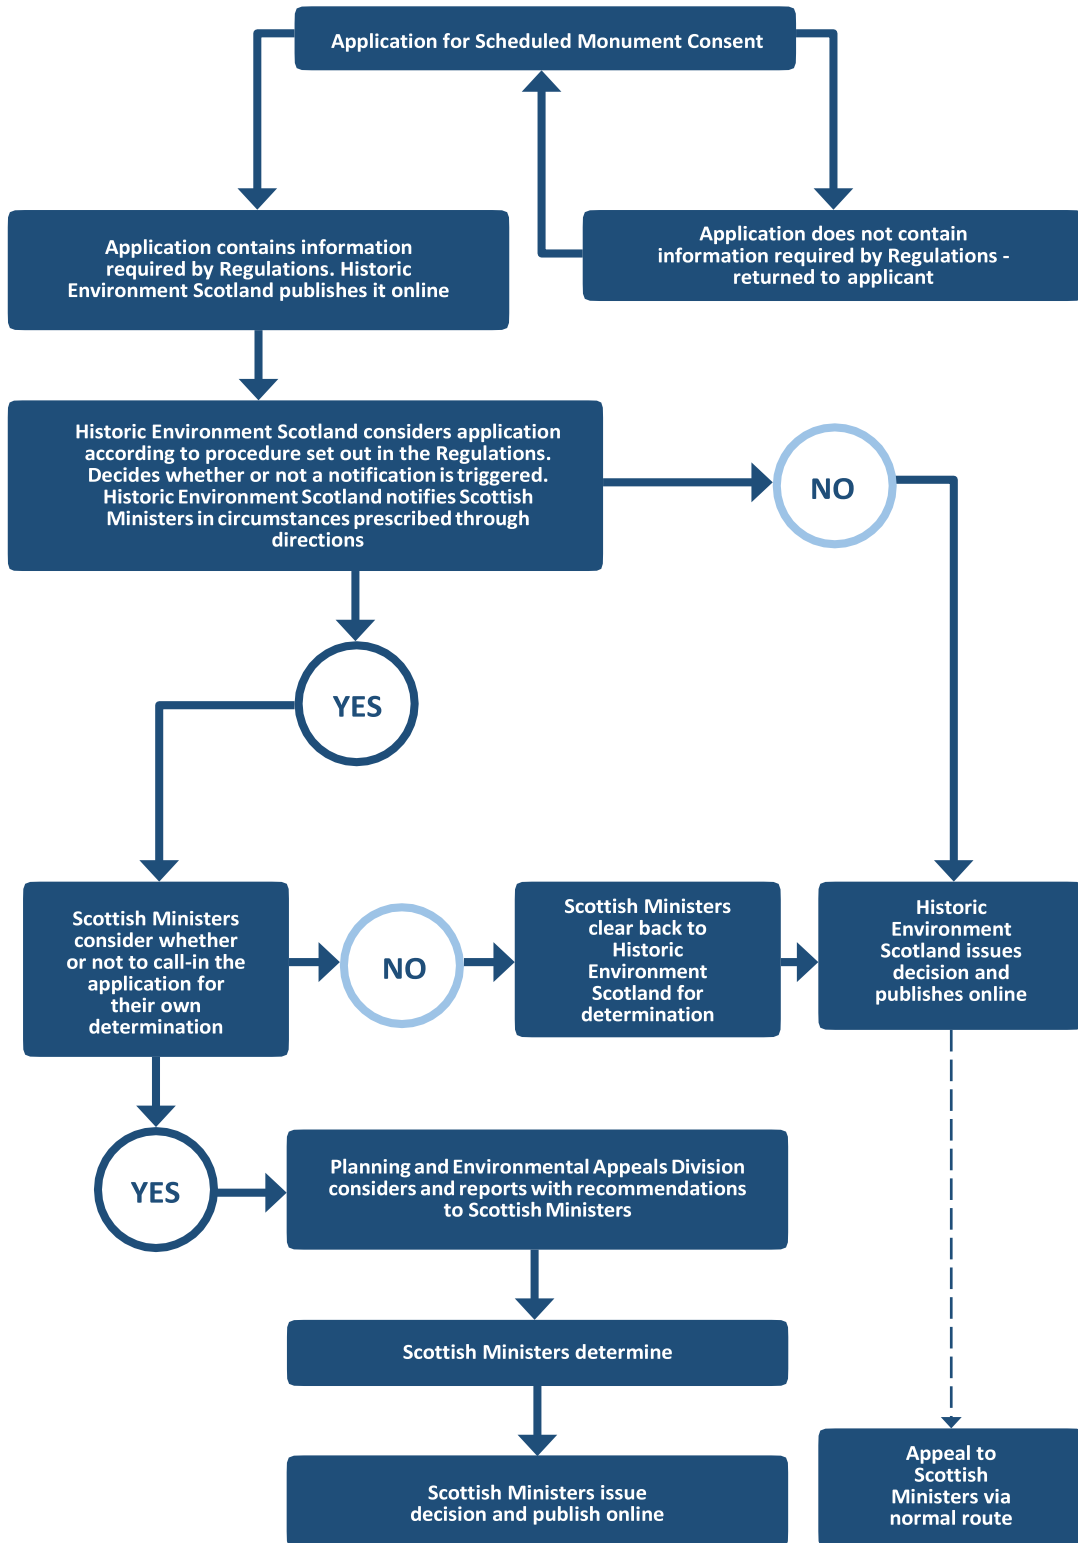 Application for Scheduled Monument Consent
Application contains information
required by Regulations. Historic
Environment Scotland publishes it online
Application does not contain
information required by Regulations -
returned to applicant
Historic Environment Scotland considers application
according to procedure set out in the Regulations.
Decides whether or not a notification is triggered.
Historic Environment Scotland notifies Scottish
Ministers in circumstances prescribed through
directions
NO
YES
Scottish Ministers
consider whether
or not to call-in the
application for
their own
determination
NO
Scottish Ministers
clear back to
Historic
Environment
Scotland for
determination
Historic
Environment
Scotland issues
decision and
publishes online
YES
Planning and Environmental Appeals Division
considers and reports with recommendations
to Scottish Ministers
Scottish Ministers determine
Scottish Ministers issue
decision and publish online
Appeal to
Scottish
Ministers via
normal route